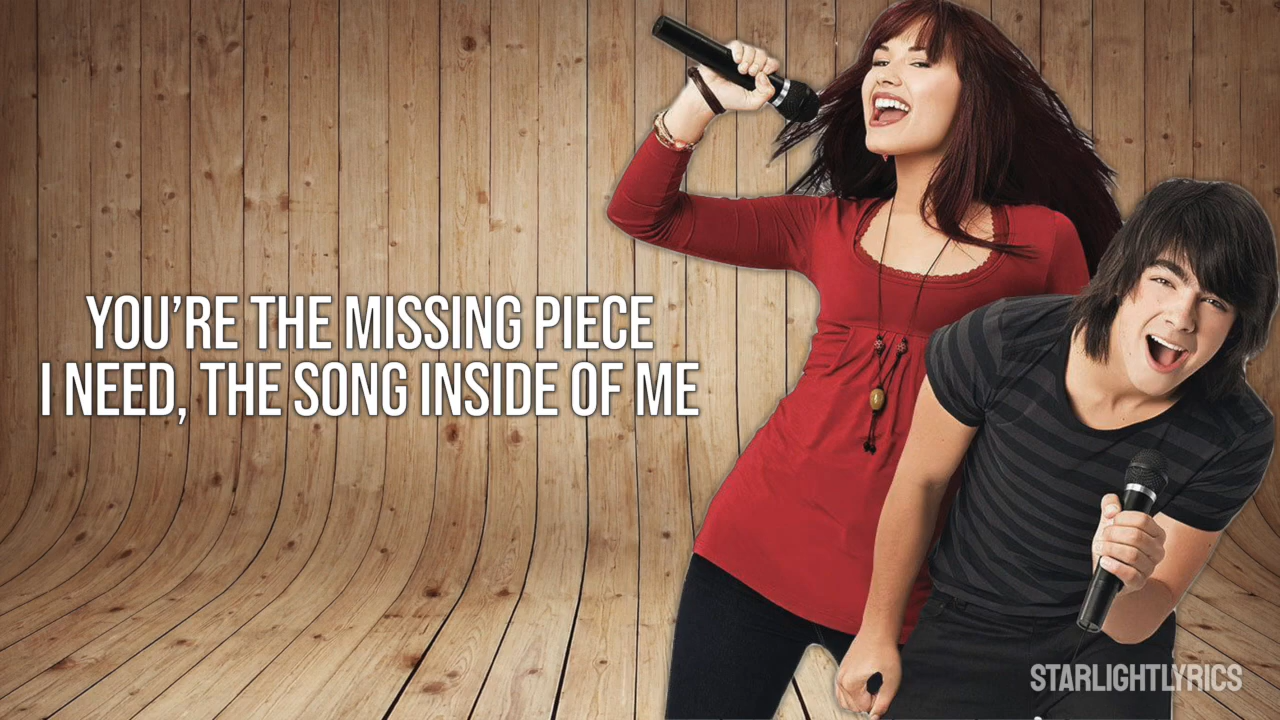 YOU’RE THE MISSING PIECE
I NEED, THE SONG INSIDE OF ME
STARLIGHTLYRICS